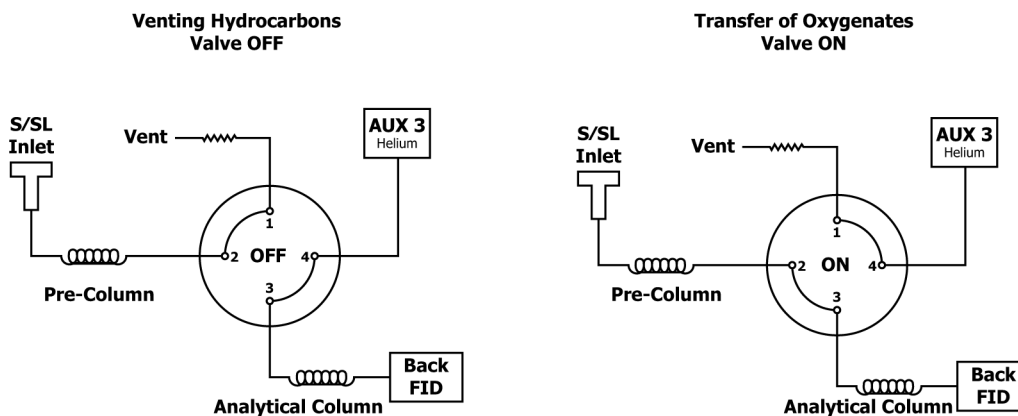 Venting Hydrocarbons
Valve OFF
S/SL
Inlet
Vent
AUX 3
Helium
1
2
OFF
4
3
Pre-Column
Back
FID
Analytical Column
Transfer of Oxygenates
Valve ON
S/SL
Inlet
Vent
AUX 3
Helium
1
2
ON
4
3
Pre-Column
Back
FID
Analytical Column